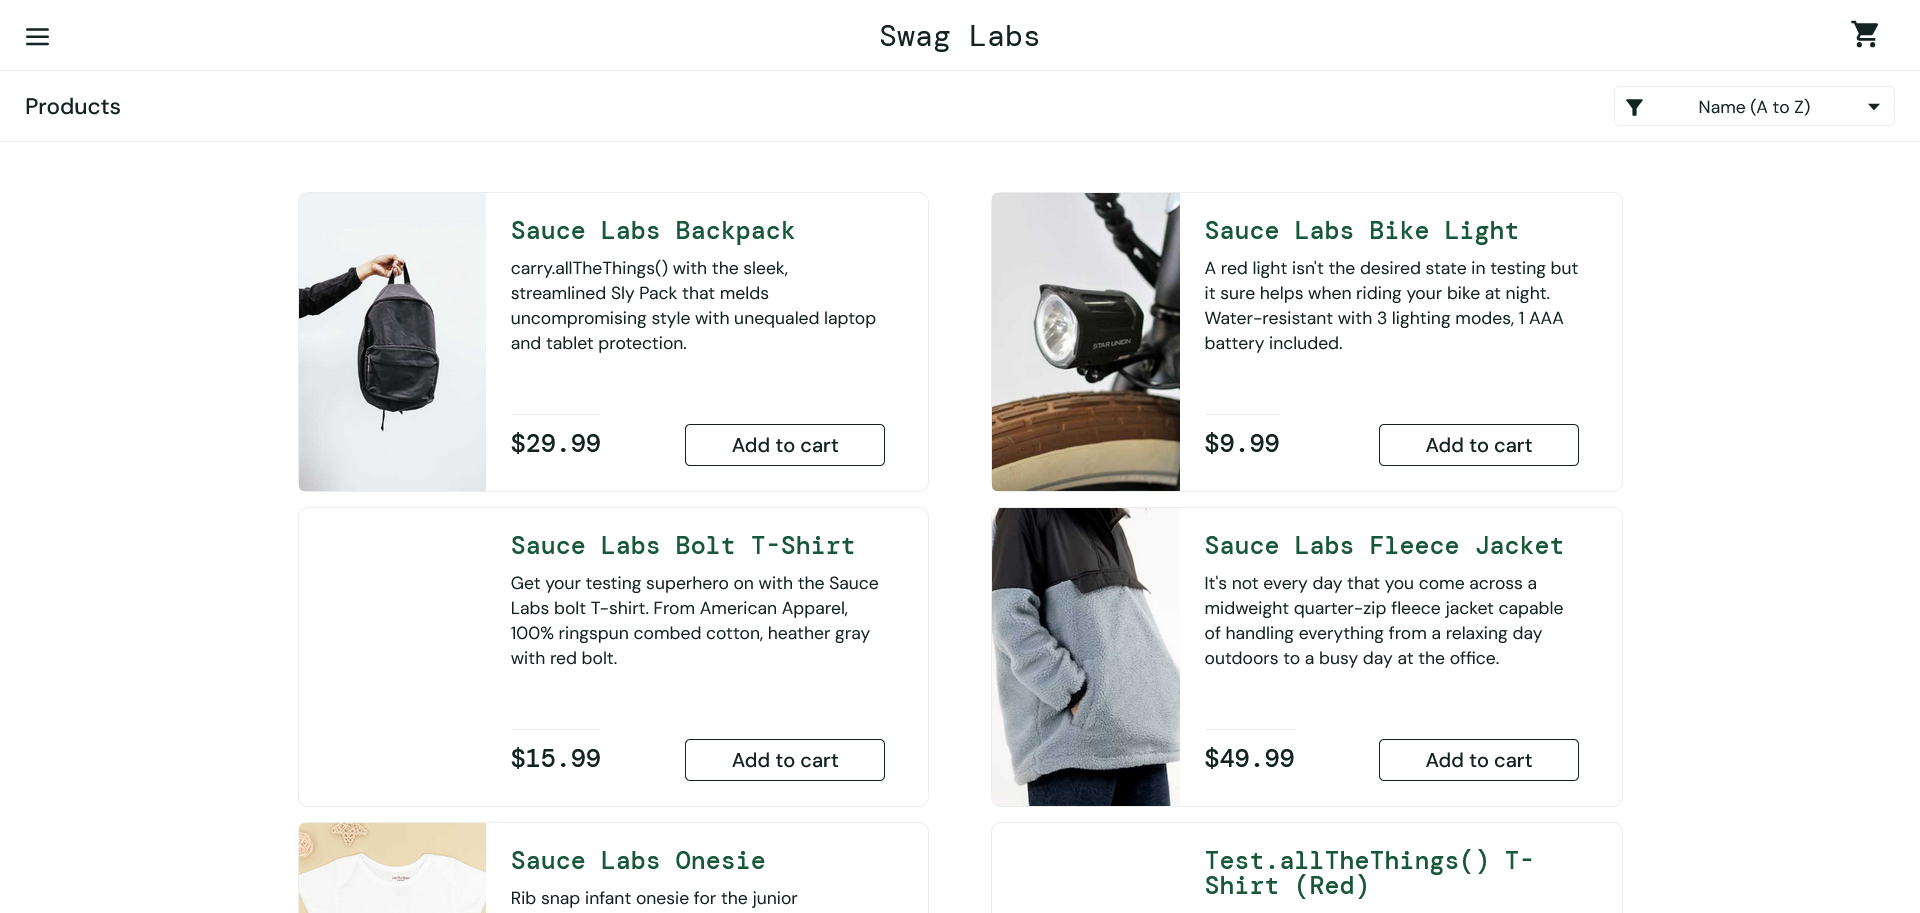 Swag Labs
Products
Name (A to Z)
Sauce Labs Backpack
carry.allTheThings() with the sleek,
streamlined Sly Pack that melds
uncompromising style with unequaled laptop
and tablet protection.
$29.99
Add to cart
STAR UNION
Sauce Labs Bike Light
A red light isn't the desired state in testing but
it sure helps when riding your bike at night.
Water-resistant with 3 lighting modes, 1 AAA
battery included.
$9.99
Add to cart
Sauce Labs Bolt T-Shirt
Get your testing superhero on with the Sauce
Labs bolt T-shirt. From American Apparel,
100% ringspun combed cotton, heather gray
with red bolt.
$15.99
Add to cart
Sauce Labs Fleece Jacket
It's not every day that you come across a
midweight quarter-zip fleece jacket capable
of handling everything from a relaxing day
outdoors to a busy day at the office.
$49.99
Add to cart
Sauce Labs Onesie
Rib snap infant onesie for the junior
Test.allTheThings() T-
Shirt (Red)